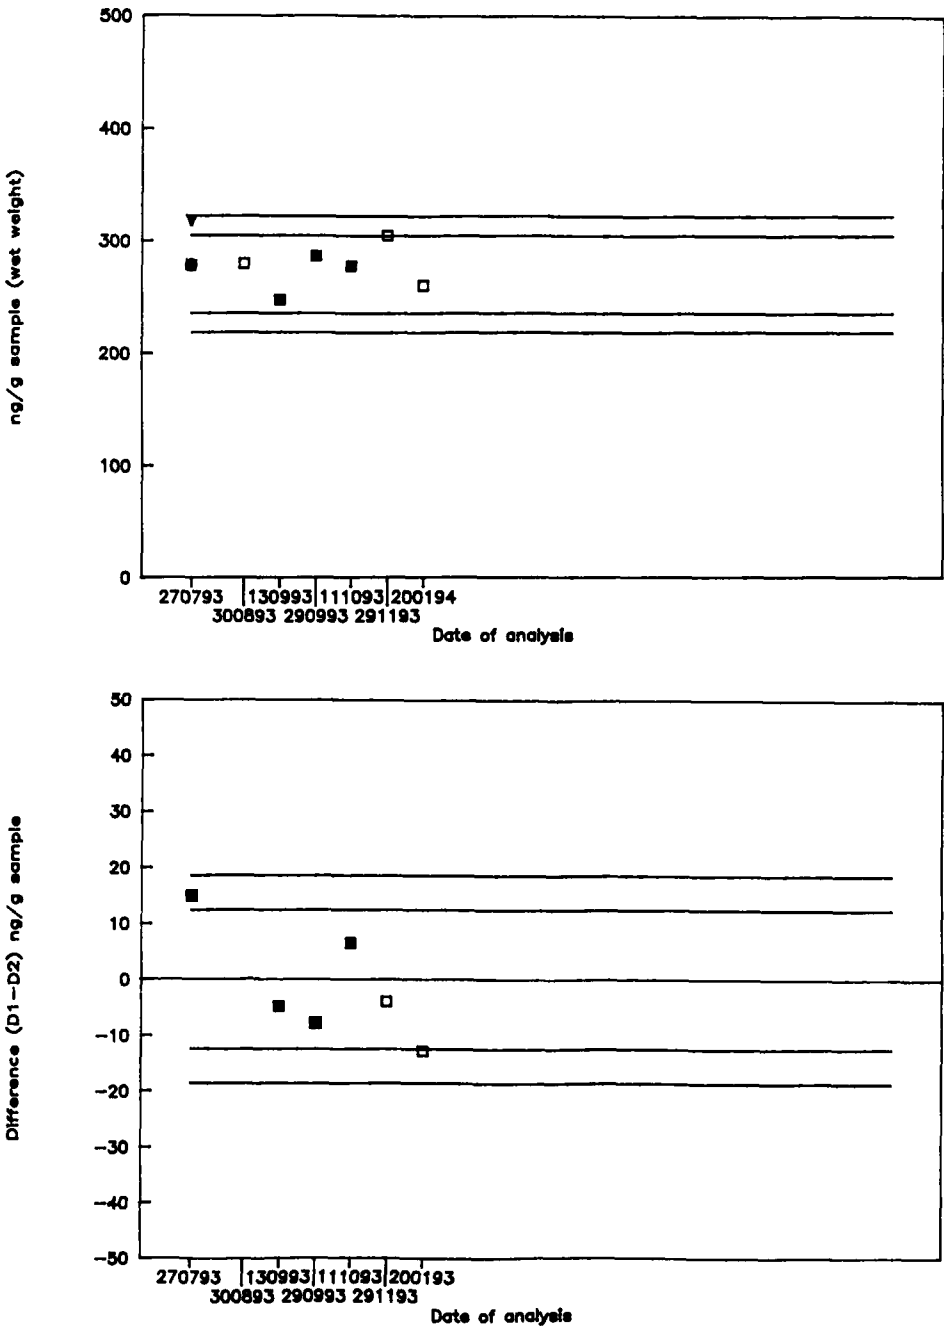 500
400
300
200
100
0
ng/g sample (wet weight)
270793 130993 111093 200194
300893 290993 291193
Date of analysis
50
40
30
20
10
0
-10
-20
-30
-40
-50
Difference (D1-D2) ng/g sample
270793 130993 111093 200193
300893 290993 291193
Date of analysis